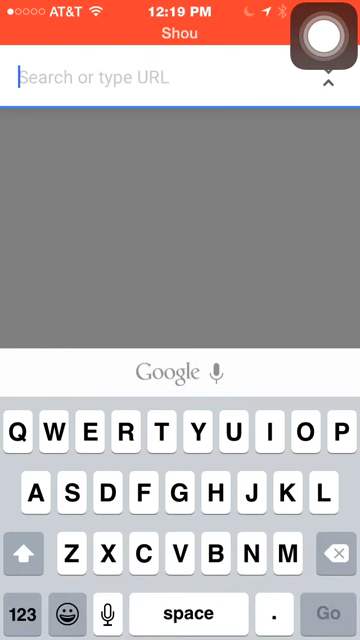 AT&T 12:19 PM
Shou
Search or type URL
Google
Q W E R T Y U I O P
A S D F G H J K L
Z X C V B N M
123 space . Go